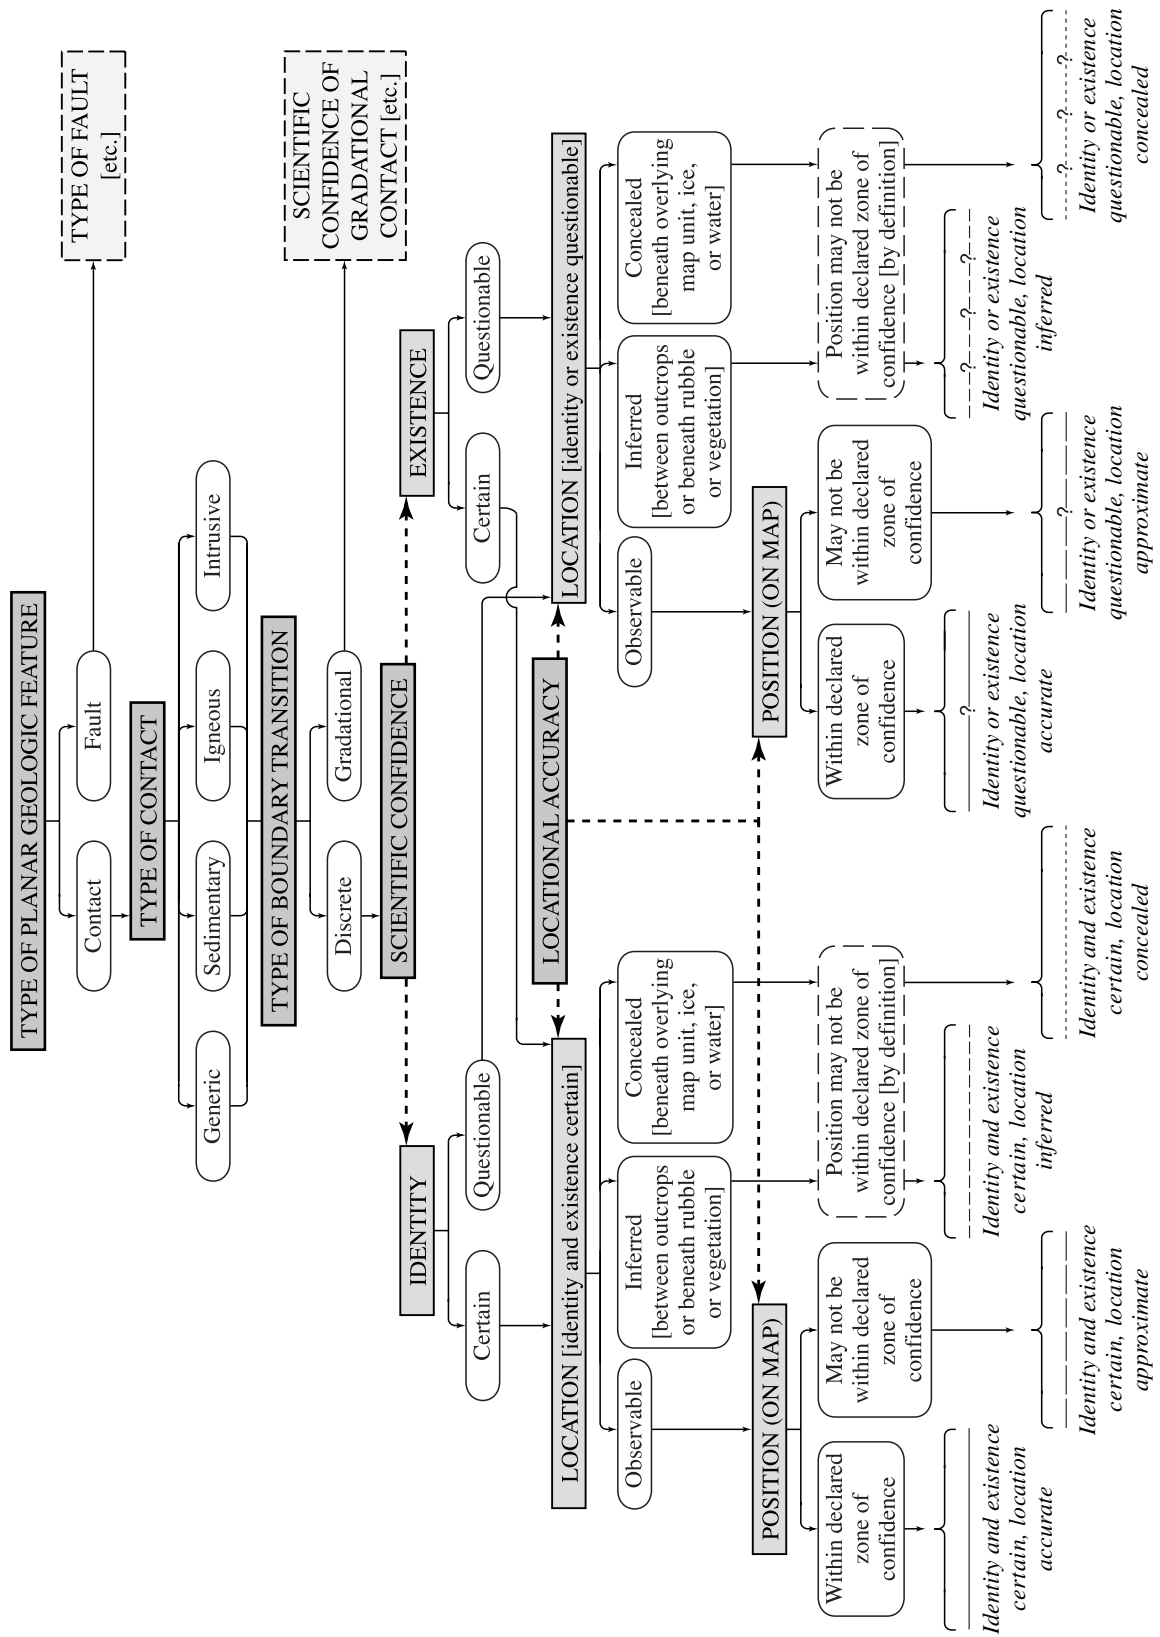 TYPE OF PLANAR GEOLOGIC FEATURE
Contact
Fault
TYPE OF FAULT
[etc.]
TYPE OF CONTACT
Generic
Sedimentary
Igneous
Intrusive
TYPE OF BOUNDARY TRANSITION
Discrete
Gradational
SCIENTIFIC
CONFIDENCE OF
GRADATIONAL
CONTACT [etc.]
SCIENTIFIC CONFIDENCE
IDENTITY
EXISTENCE
Certain
Questionable
Certain
Questionable
LOCATIONAL ACCURACY
LOCATION [identity and existence certain]
LOCATION [identity or existence questionable]
Observable
Inferred
[between outcrops
or beneath rubble
or vegetation]
Concealed
[beneath overlying
map unit, ice,
or water]
Observable
Inferred
[between outcrops
or beneath rubble
or vegetation]
Concealed
[beneath overlying
map unit, ice,
or water]
POSITION (ON MAP)
POSITION (ON MAP)
Within declared
zone of
confidence
May not be
within declared
zone of
confidence
Position may not be
within declared zone of
confidence [by definition]
Within declared
zone of
confidence
May not be
within declared
zone of
confidence
Position may not be
within declared zone of
confidence [by definition]
Identity and existence
certain, location
accurate
Identity and existence
certain, location
approximate
Identity and existence
certain, location
inferred
Identity and existence
certain, location
concealed
?
Identity or existence
questionable, location
accurate
?
Identity or existence
questionable, location
approximate
? ? ?
Identity or existence
questionable, location
inferred
? ? ?
Identity or existence
questionable, location
concealed